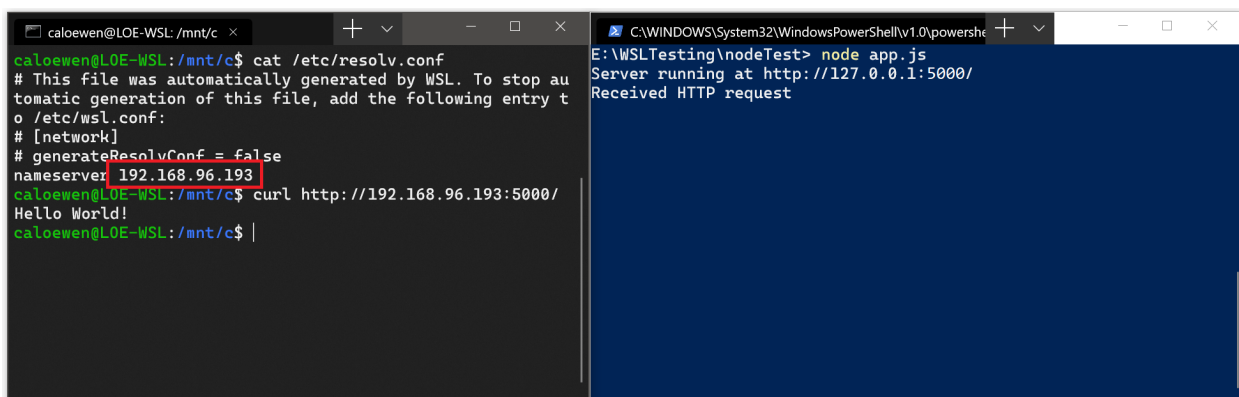 caloewen@LOE-WSL: /mnt/c
caloewen@LOE-WSL:/mnt/c$ cat /etc/resolv.conf
# This file was automatically generated by WSL. To stop au
tomatic generation of this file, add the following entry t
o /etc/wsl.conf:
# [network]
# generateResolvConf = false
nameserver 192.168.96.193
caloewen@LOE-WSL:/mnt/c$ curl http://192.168.96.193:5000/
Hello World!
caloewen@LOE-WSL:/mnt/c$
C:\WINDOWS\System32\WindowsPowerShell\v1.0\powershe
E:\WSLTesting\nodeTest> node app.js
Server running at http://127.0.0.1:5000/
Received HTTP request